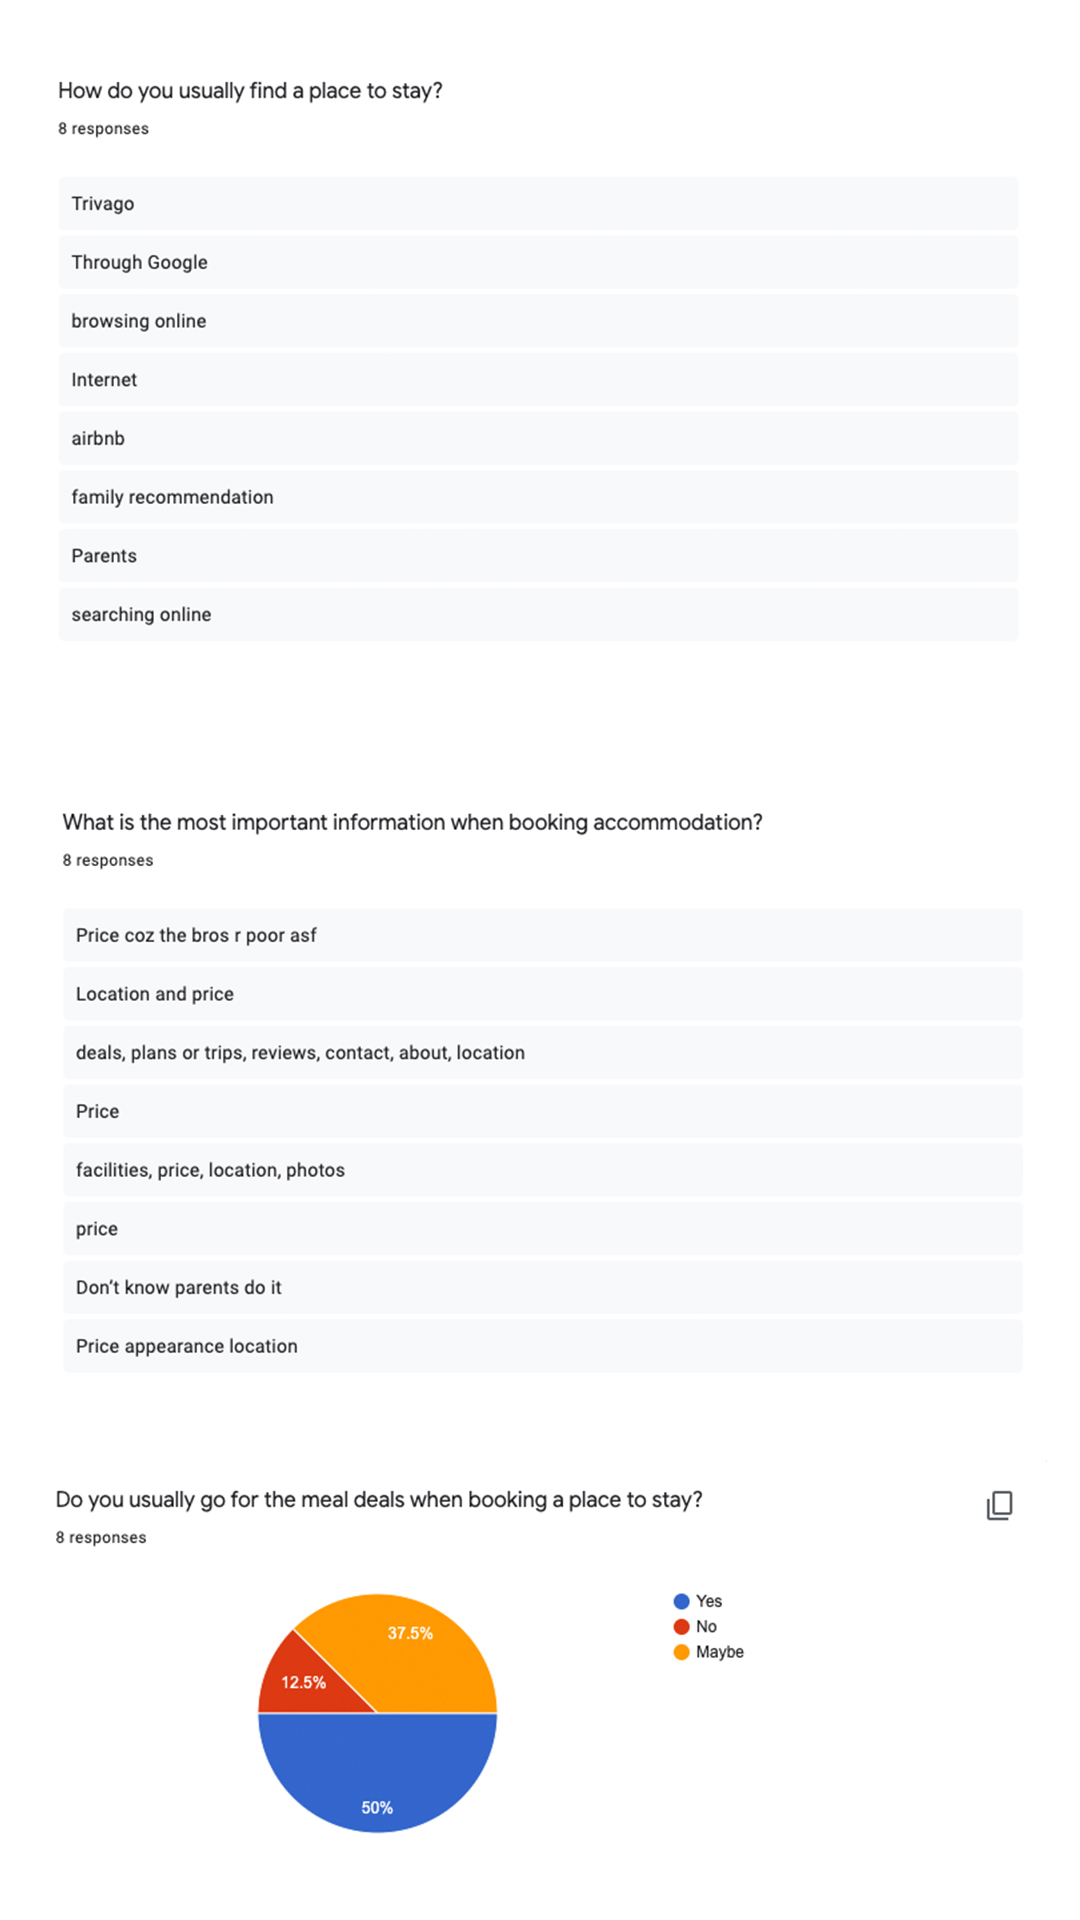 How do you usually find a place to stay?
8 responses
Trivago
Through Google
browsing online
Internet
airbnb
family recommendation
Parents
searching online
What is the most important information when booking accommodation?
8 responses
Price coz the bros r poor asf
Location and price
deals, plans or trips, reviews, contact, about, location
Price
facilities, price, location, photos
price
Don’t know parents do it
Price appearance location
Do you usually go for the meal deals when booking a place to stay?
8 responses
Yes
No
Maybe
37.5%
12.5%
50%